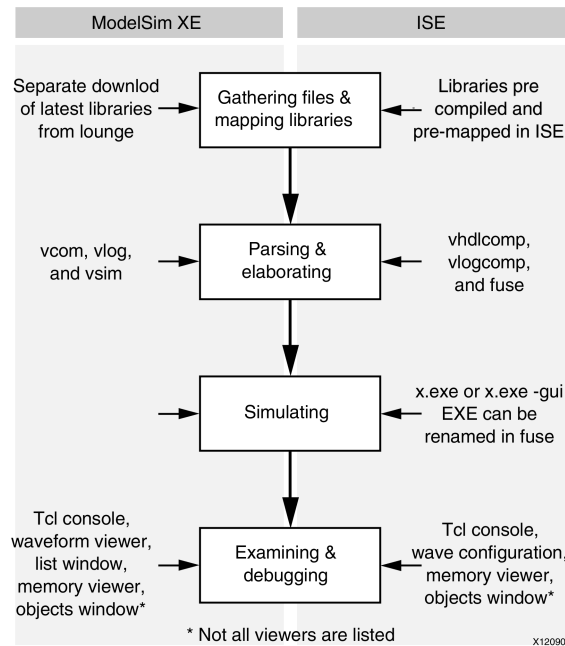 ModelSim XE
ISE
Separate downlod
of latest libraries
from lounge
Gathering files &
mapping libraries
Libraries pre
compiled and
pre-mapped in ISE
vcom, vlog,
and vsim
Parsing &
elaborating
vhdlcomp,
vlogcomp,
and fuse
Simulating
x.exe or x.exe -gui
EXE can be
renamed in fuse
Tcl console,
waveform viewer,
list window,
memory viewer,
objects window*
Examining &
debugging
Tcl console,
wave configuration,
memory viewer,
objects window*
* Not all viewers are listed
X12090